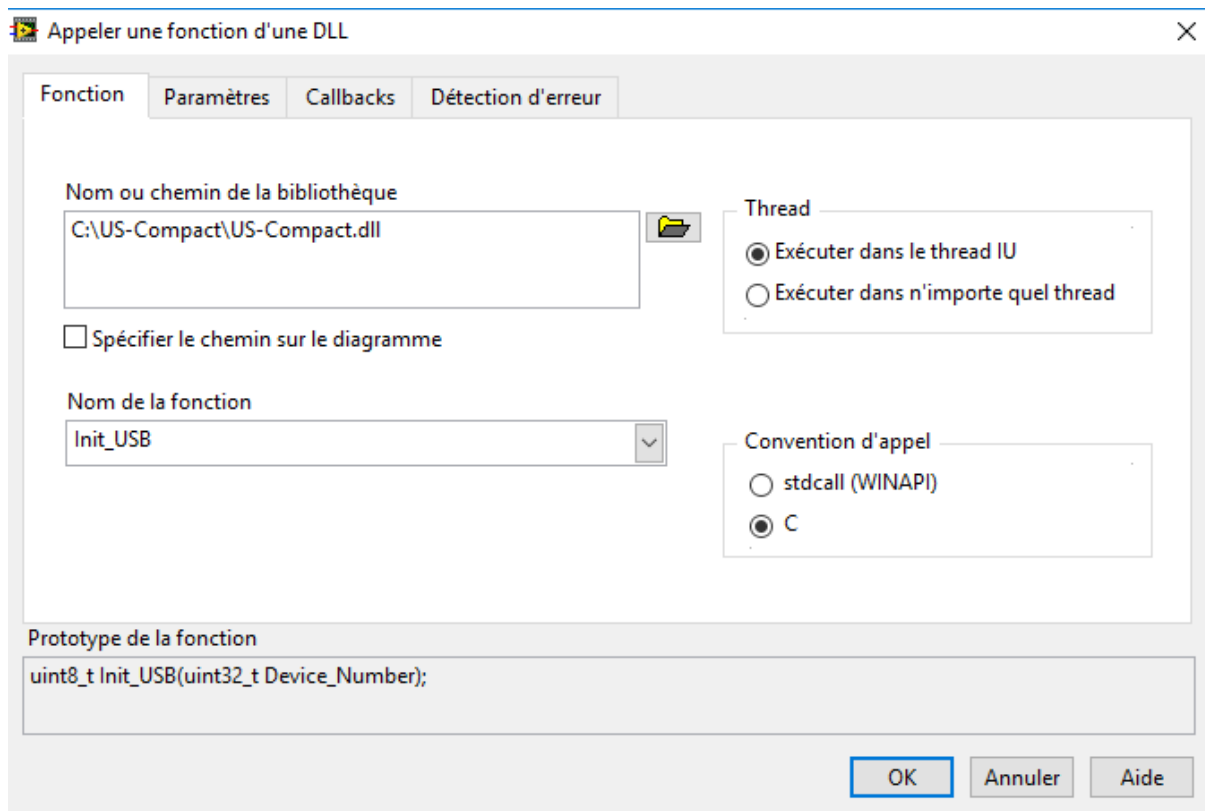 Appeler une fonction d'une DLL
Fonction
Paramètres
Callbacks
Détection d'erreur
Nom ou chemin de la bibliothèque
C:\US-Compact\US-Compact.dll
Spécifier le chemin sur le diagramme
Nom de la fonction
Init_USB
Thread
Exécuter dans le thread IU
Exécuter dans n'importe quel thread
Convention d'appel
stdcall (WINAPI)
C
Prototype de la fonction
uint8_t Init_USB(uint32_t Device_Number);
OK
Annuler
Aide